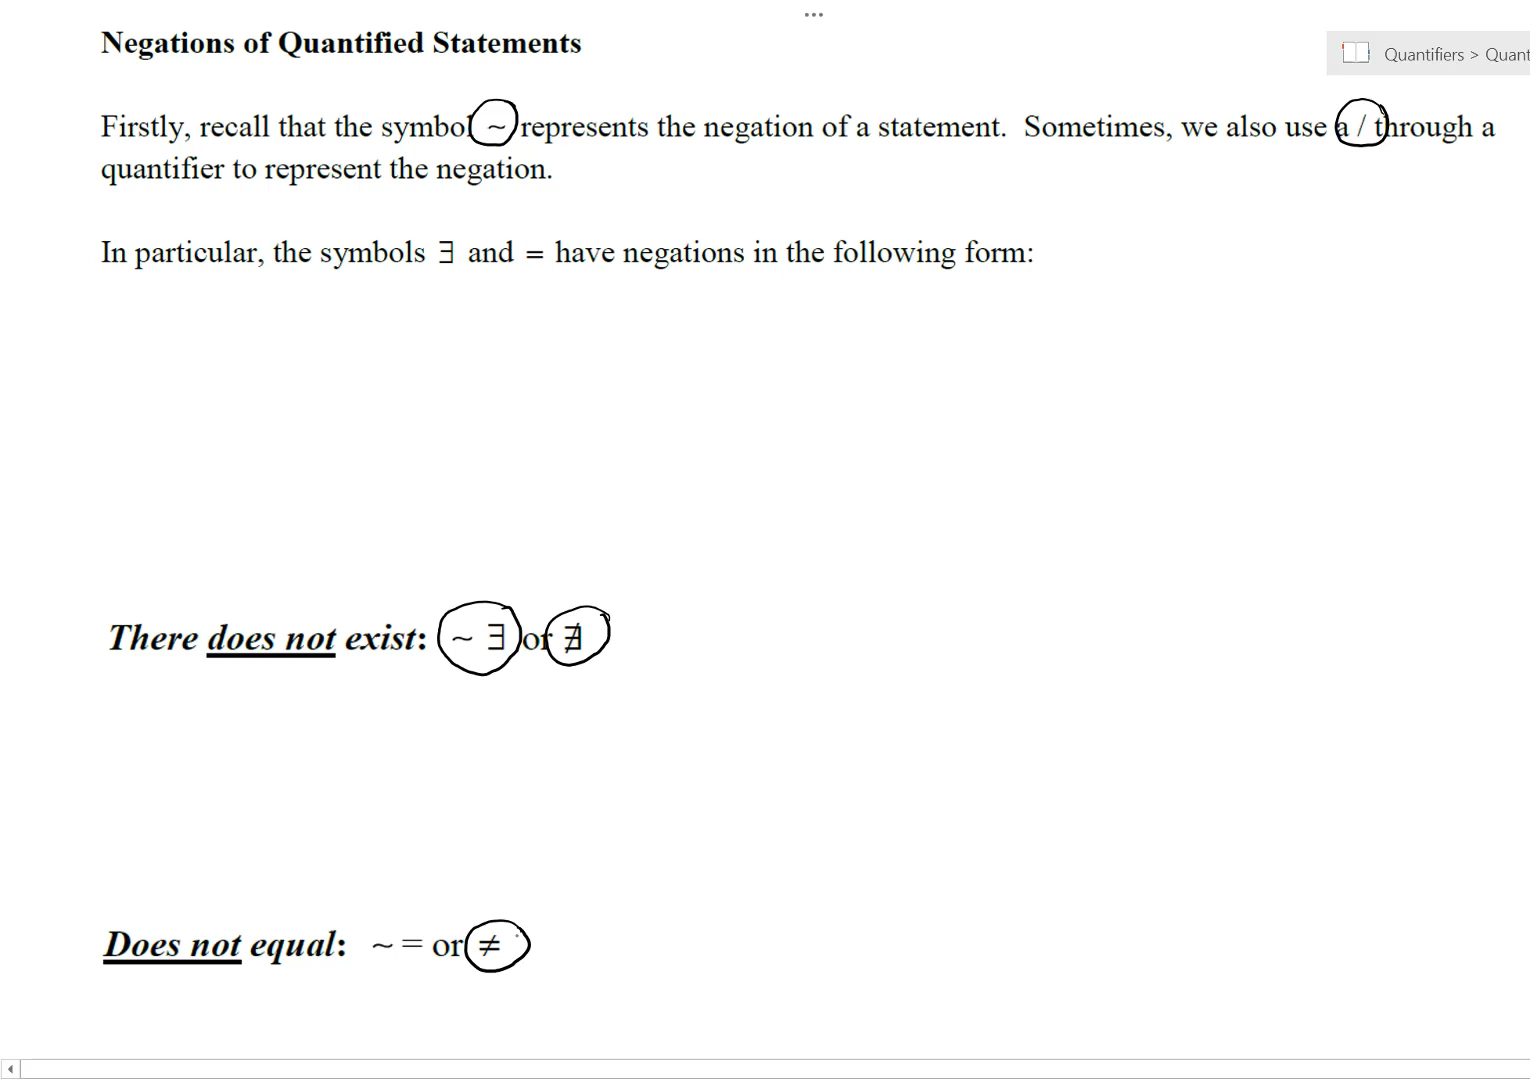 ...
Negations of Quantified Statements
Quantifiers > Quant
Firstly, recall that the symbol ~ represents the negation of a statement. Sometimes, we also use a / through a
quantifier to represent the negation.
In particular, the symbols ∃ and = have negations in the following form:
There does not exist: ~ ∃ or ∄
Does not equal: ~ = or ≠